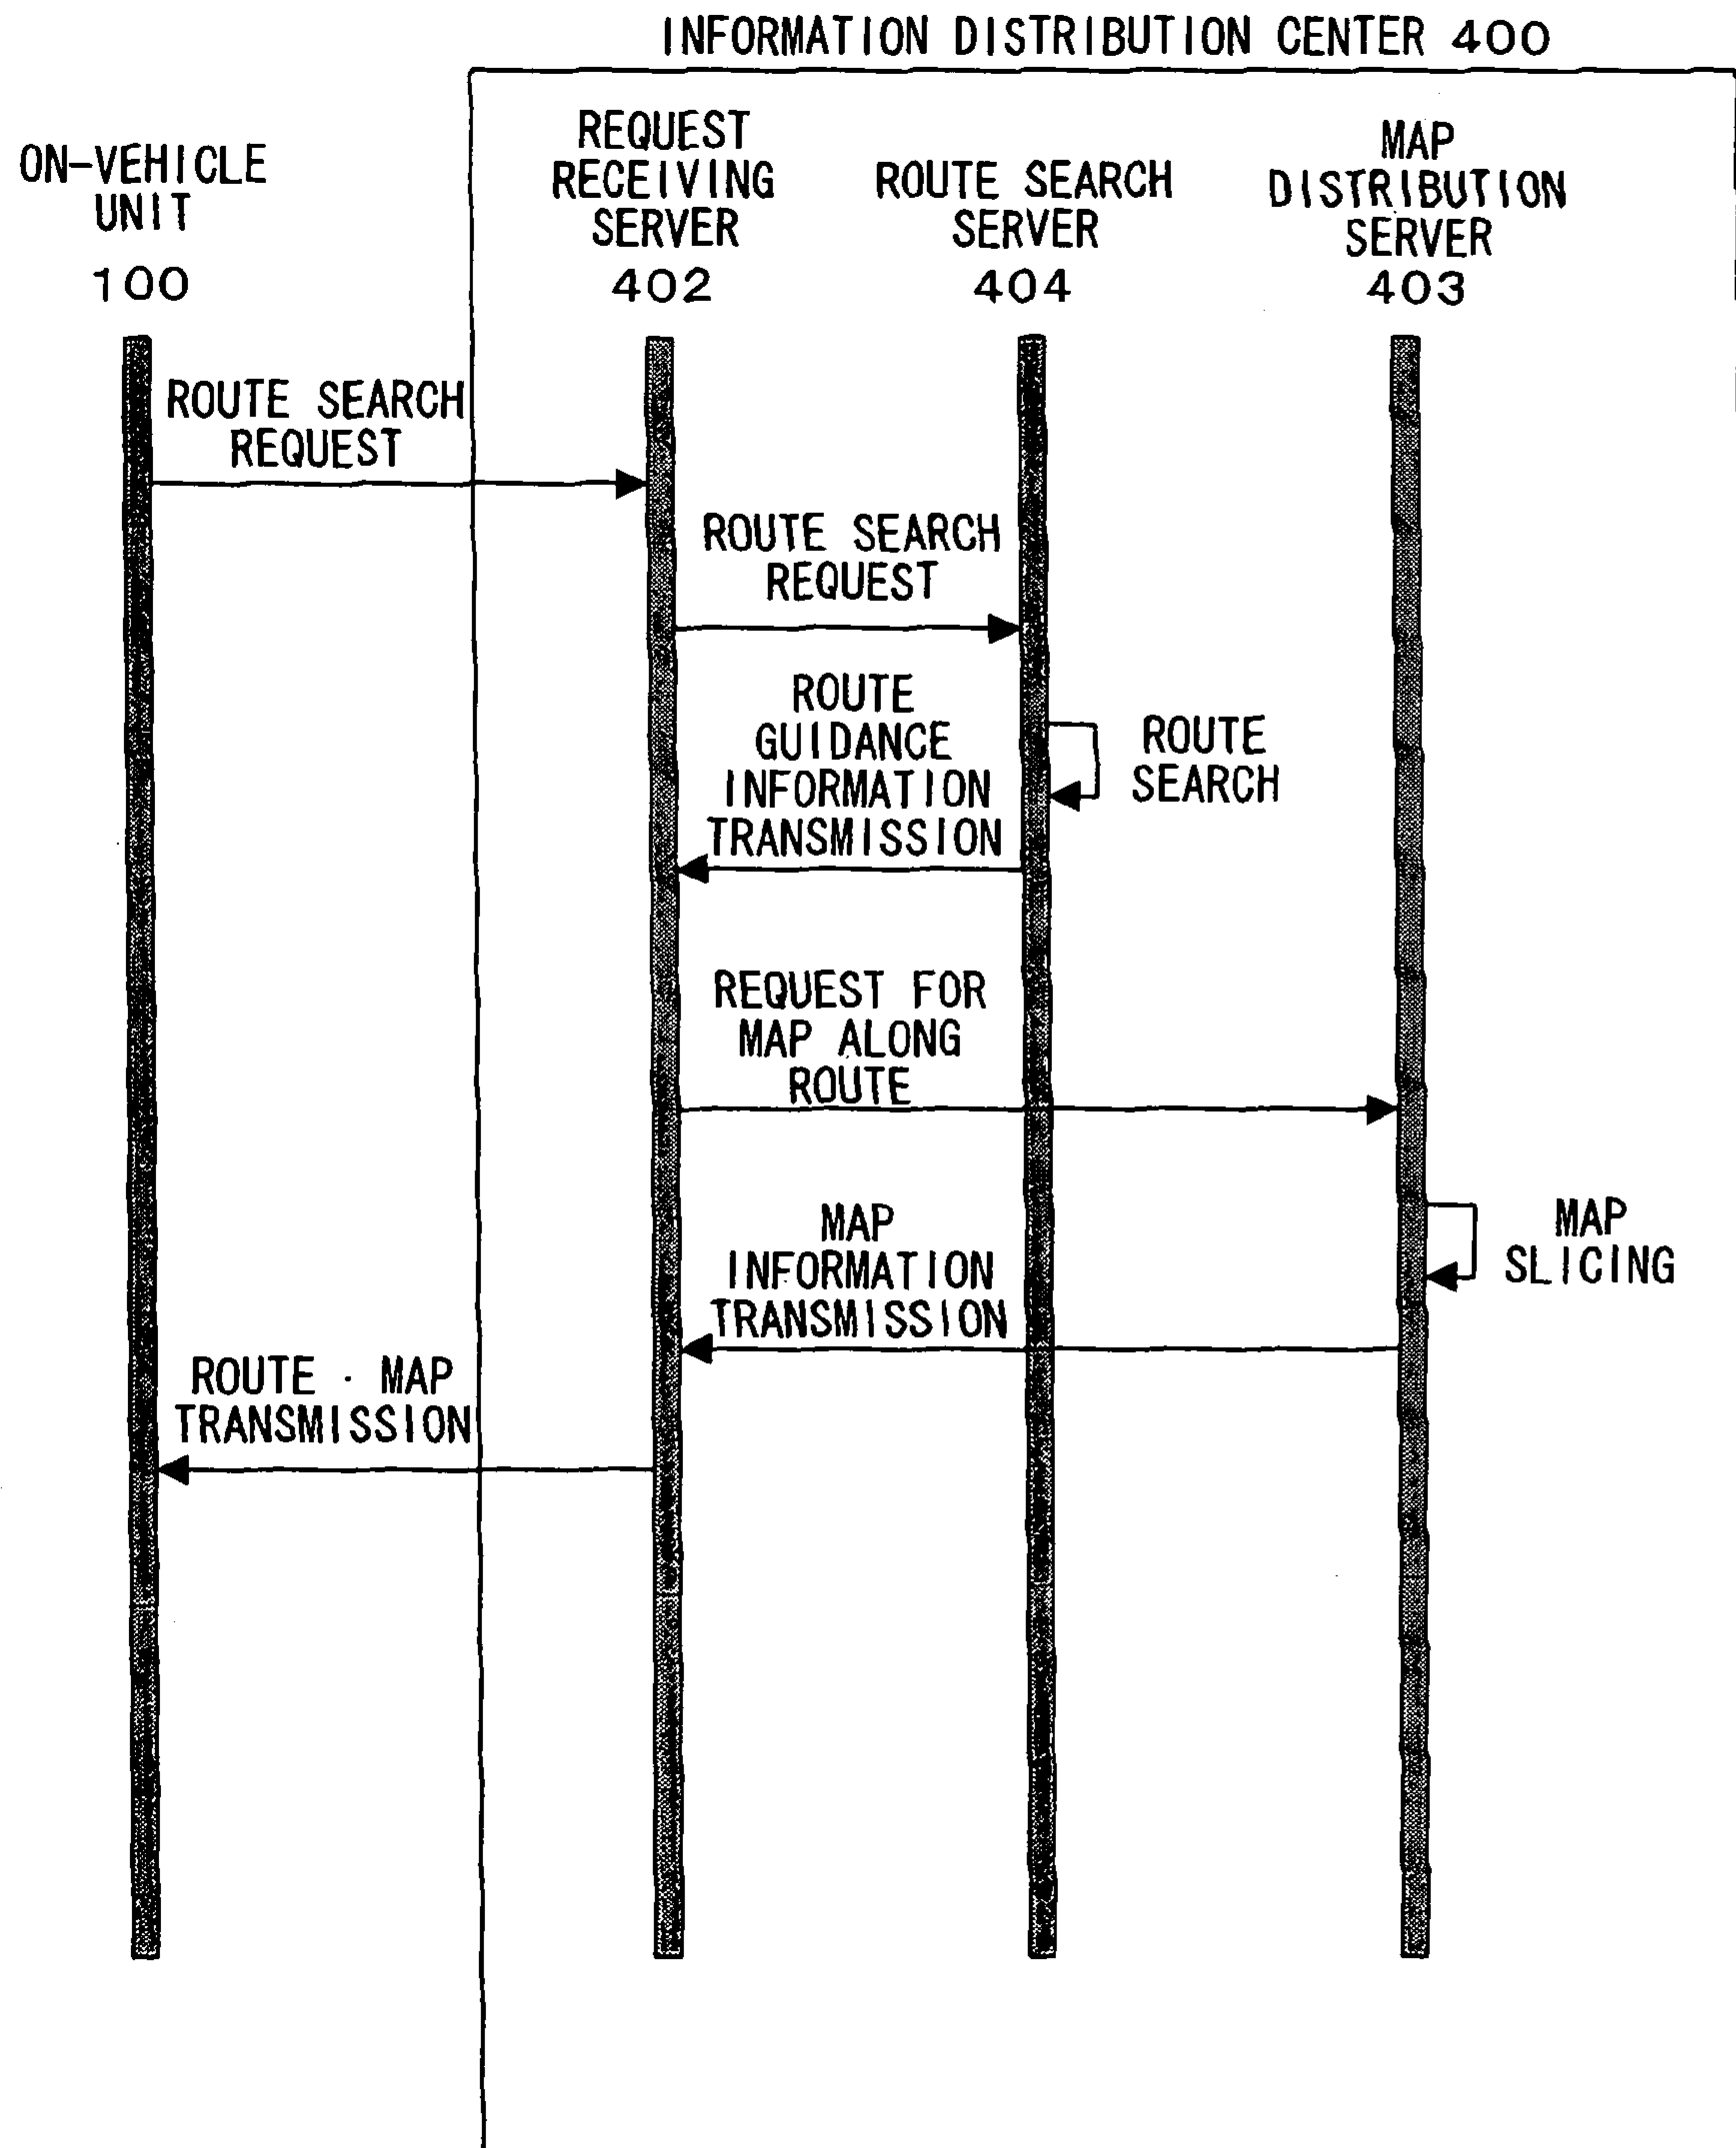 INFORMATION DISTRIBUTION CENTER 400
ON-VEHICLE
UNIT
100
REQUEST
RECEIVING
SERVER
402
ROUTE SEARCH
SERVER
404
MAP
DISTRIBUTION
SERVER
403
ROUTE SEARCH
REQUEST
ROUTE SEARCH
REQUEST
ROUTE
GUIDANCE
INFORMATION
TRANSMISSION
ROUTE
SEARCH
REQUEST FOR
MAP ALONG
ROUTE
MAP
INFORMATION
TRANSMISSION
MAP
SLICING
ROUTE · MAP
TRANSMISSION